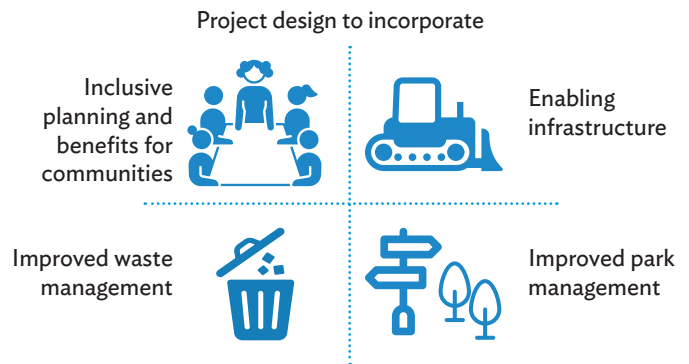 Project design to incorporate
Inclusive
planning and
benefits for
communities
Enabling
infrastructure
Improved waste
management
Improved park
management